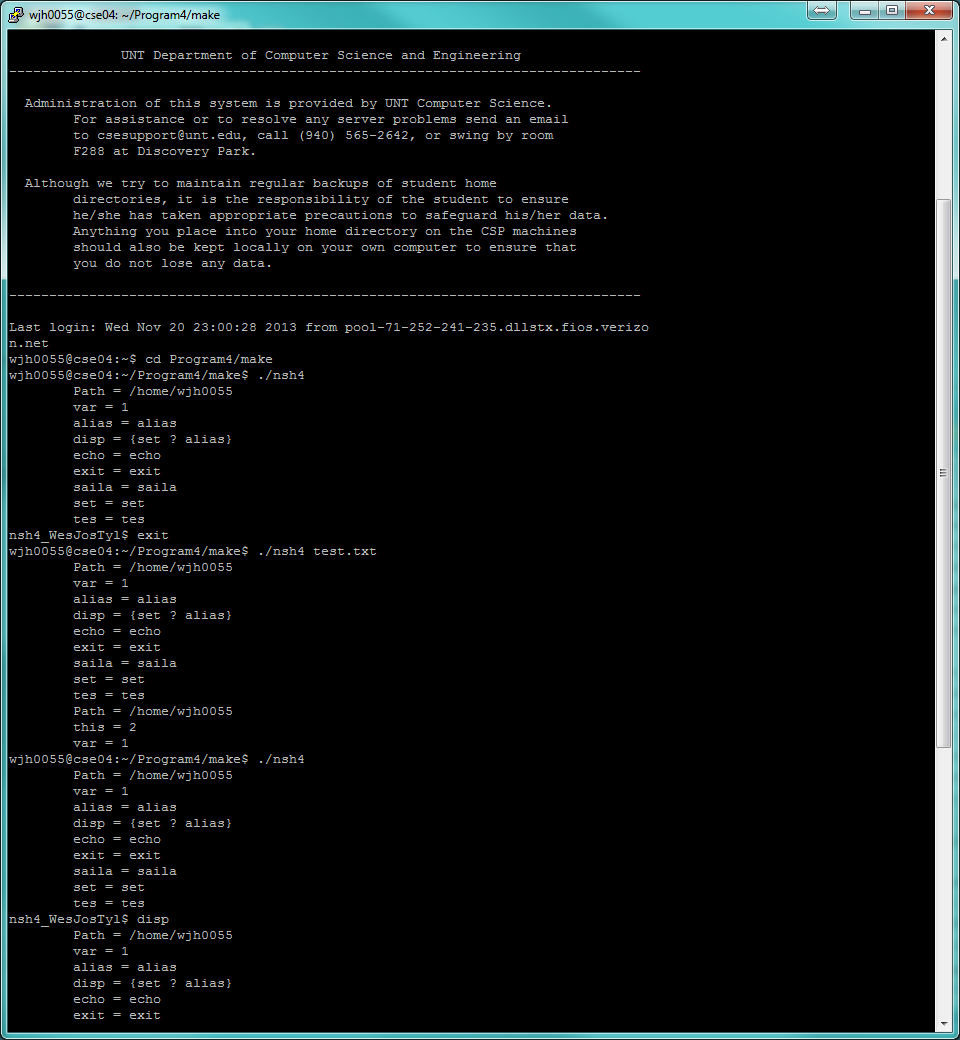 wjh0055@cse04: ~/Program4/make
UNT Department of Computer Science and Engineering
-------------------------------------------------------------------------------
Administration of this system is provided by UNT Computer Science.
For assistance or to resolve any server problems send an email
to csesupport@unt.edu, call (940) 565-2642, or swing by room
F288 at Discovery Park.
Although we try to maintain regular backups of student home
directories, it is the responsibility of the student to ensure
he/she has taken appropriate precautions to safeguard his/her data.
Anything you place into your home directory on the CSP machines
should also be kept locally on your own computer to ensure that
you do not lose any data.
-------------------------------------------------------------------------------
Last login: Wed Nov 20 23:00:28 2013 from pool-71-252-241-235.dllstx.fios.verizo
n.net
wjh0055@cse04:~$ cd Program4/make
wjh0055@cse04:~/Program4/make$ ./nsh4
Path = /home/wjh0055
var = 1
alias = alias
disp = {set ? alias}
echo = echo
exit = exit
saila = saila
set = set
tes = tes
nsh4_WesJosTyl$ exit
wjh0055@cse04:~/Program4/make$ ./nsh4 test.txt
Path = /home/wjh0055
var = 1
alias = alias
disp = {set ? alias}
echo = echo
exit = exit
saila = saila
set = set
tes = tes
Path = /home/wjh0055
this = 2
var = 1
wjh0055@cse04:~/Program4/make$ ./nsh4
Path = /home/wjh0055
var = 1
alias = alias
disp = {set ? alias}
echo = echo
exit = exit
saila = saila
set = set
tes = tes
nsh4_WesJosTyl$ disp
Path = /home/wjh0055
var = 1
alias = alias
disp = {set ? alias}
echo = echo
exit = exit